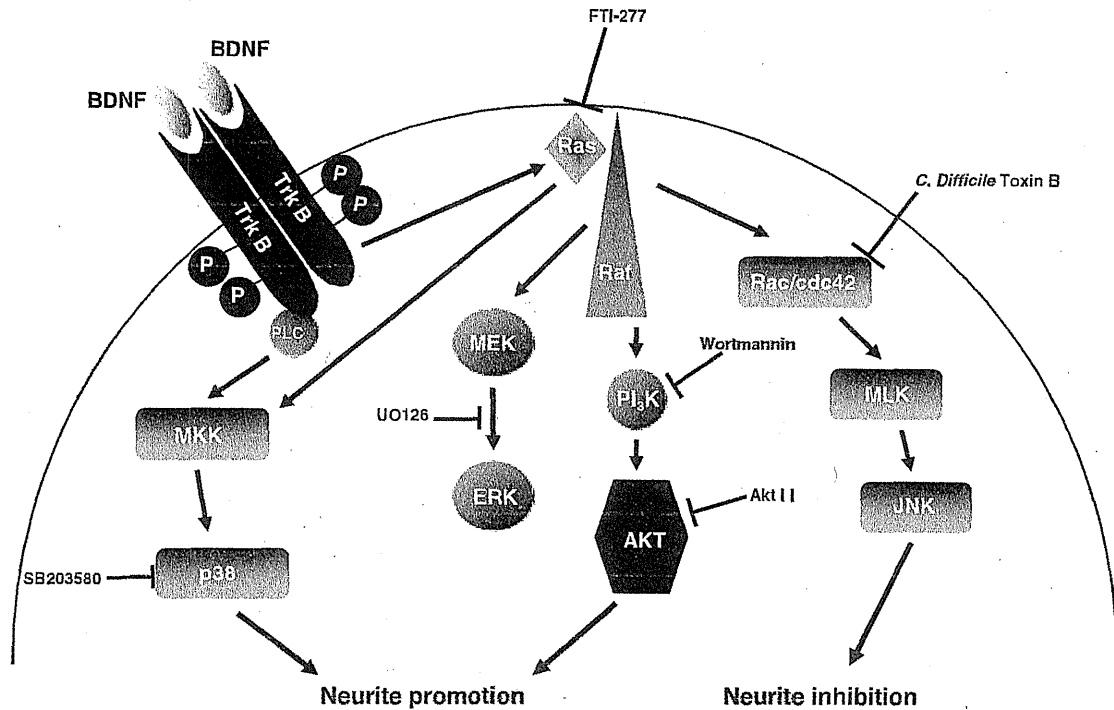 FTI-277
BDNF
BDNF
Ras
P
P
C. Difficile Toxin B
Trk B
Trk B
P
P
Raf
Rac/cdc42
PLC
MEK
Wortmannin
PI3K
MLK
UO126
MKK
ERK
Akt I I
JNK
AKT
SB203580
p38
Neurite promotion
Neurite inhibition